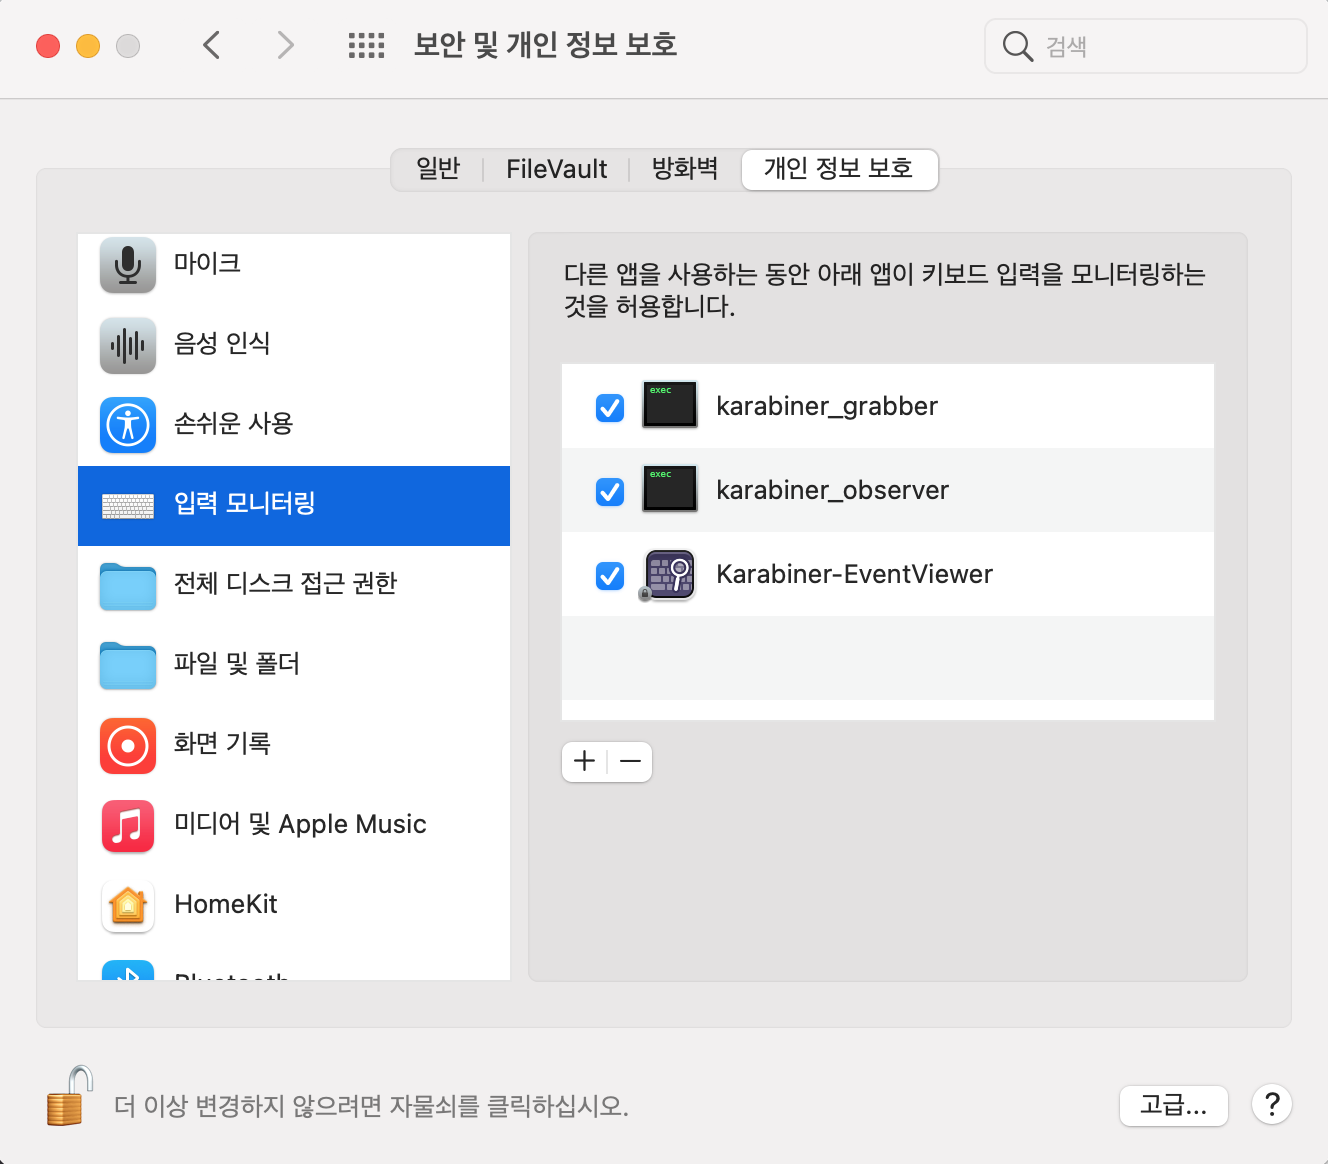 보안 및 개인 정보 보호
검색
일반
FileVault
방화벽
개인 정보 보호
마이크
음성 인식
손쉬운 사용
입력 모니터링
전체 디스크 접근 권한
파일 및 폴더
화면 기록
미디어 및 Apple Music
HomeKit
Bluetooth
다른 앱을 사용하는 동안 아래 앱이 키보드 입력을 모니터링하는
것을 허용합니다.
exec
karabiner_grabber
exec
karabiner_observer
Karabiner-EventViewer
더 이상 변경하지 않으려면 자물쇠를 클릭하십시오.
고급...
?